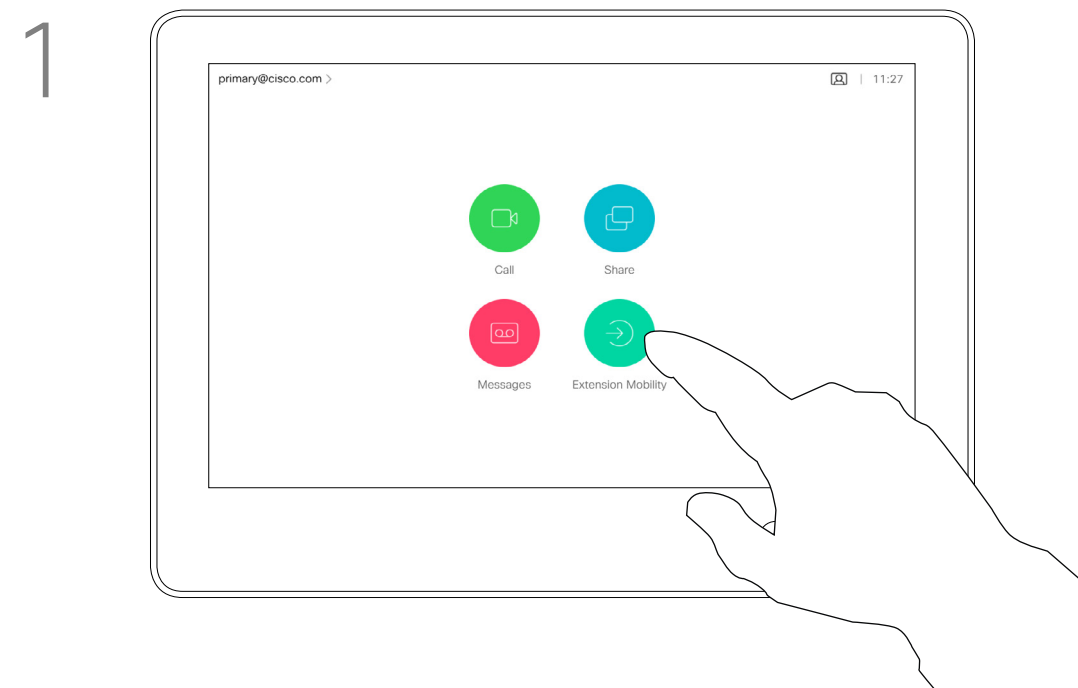 1
primary@cisco.com >
11:27
Call
Share
Messages
Extension Mobility